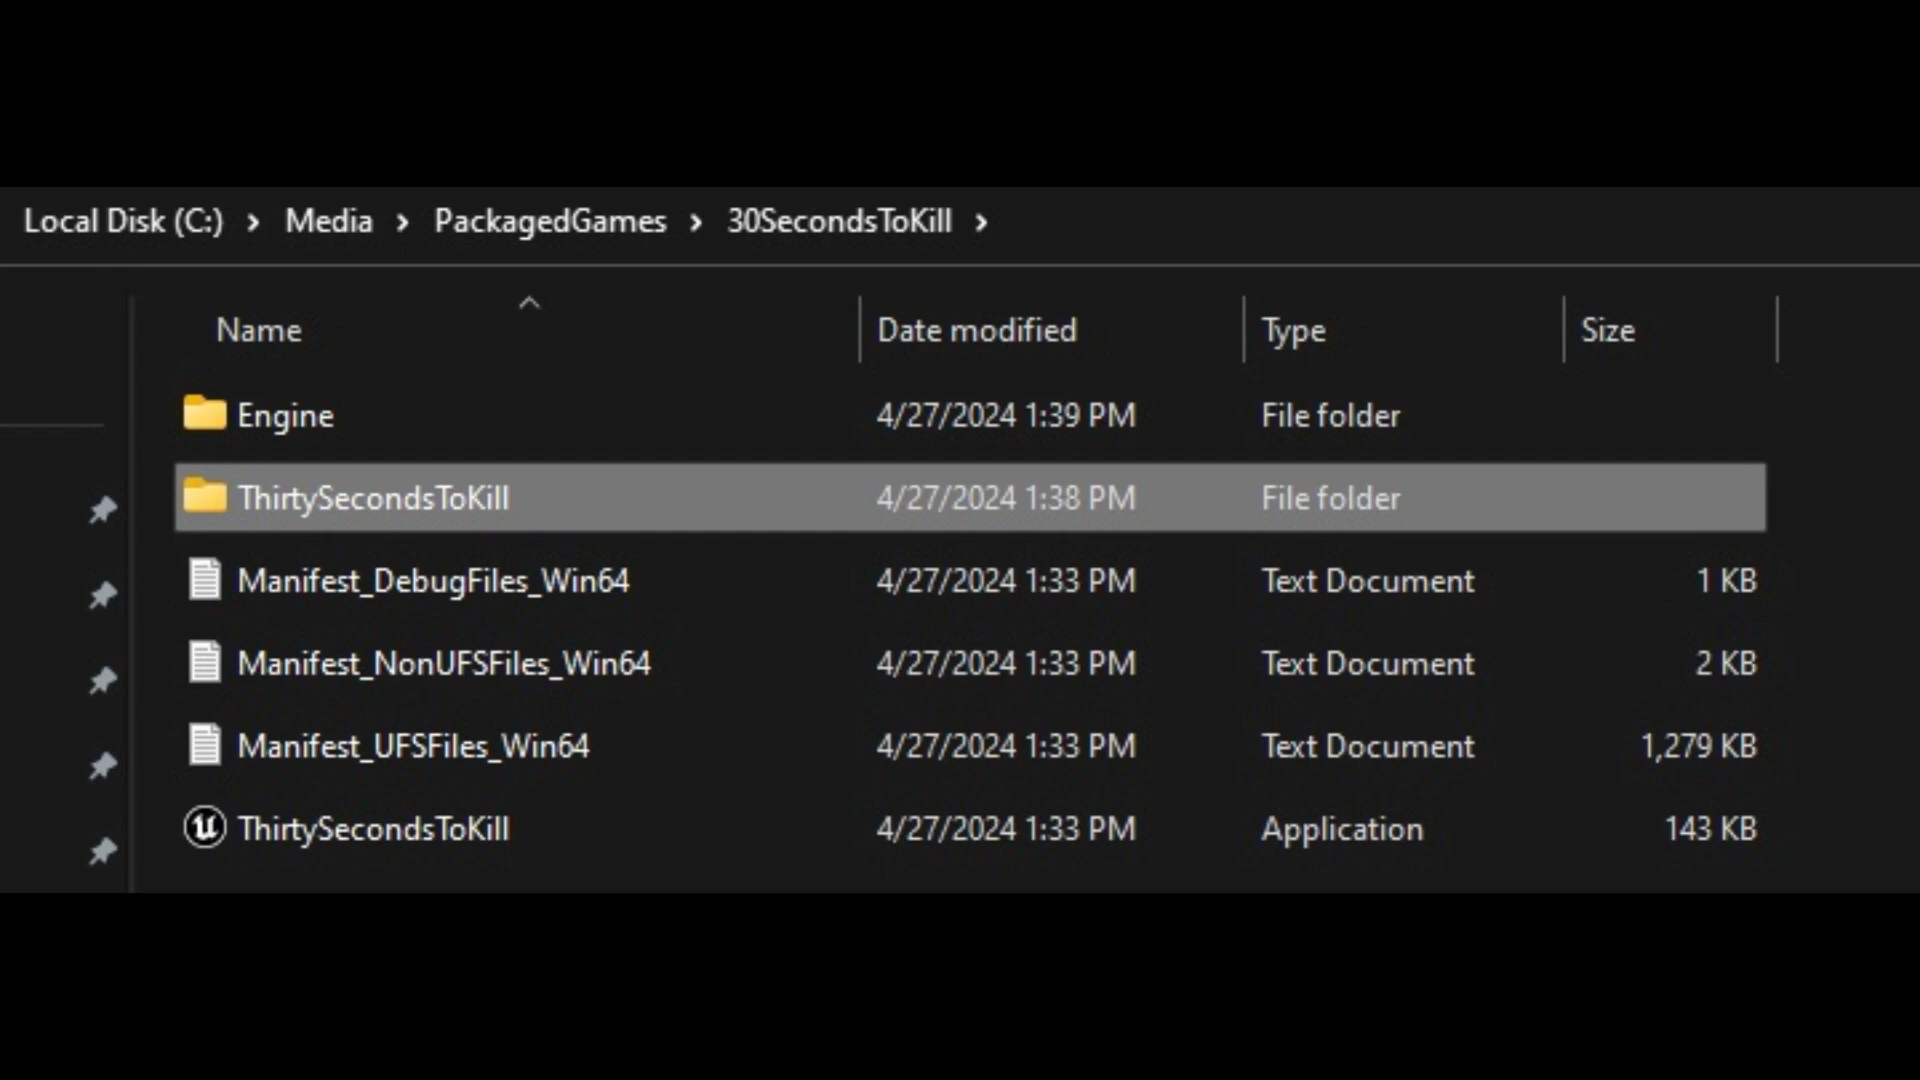 Local Disk (C:) > Media > PackagedGames > 30SecondsToKill >
Name Date modified Type Size
Engine 4/27/2024 1:39 PM File folder
ThirtySecondsToKill 4/27/2024 1:38 PM File folder
Manifest_DebugFiles_Win64 4/27/2024 1:33 PM Text Document 1 KB
Manifest_NonUFSFiles_Win64 4/27/2024 1:33 PM Text Document 2 KB
Manifest_UFSFiles_Win64 4/27/2024 1:33 PM Text Document 1,279 KB
ThirtySecondsToKill 4/27/2024 1:33 PM Application 143 KB